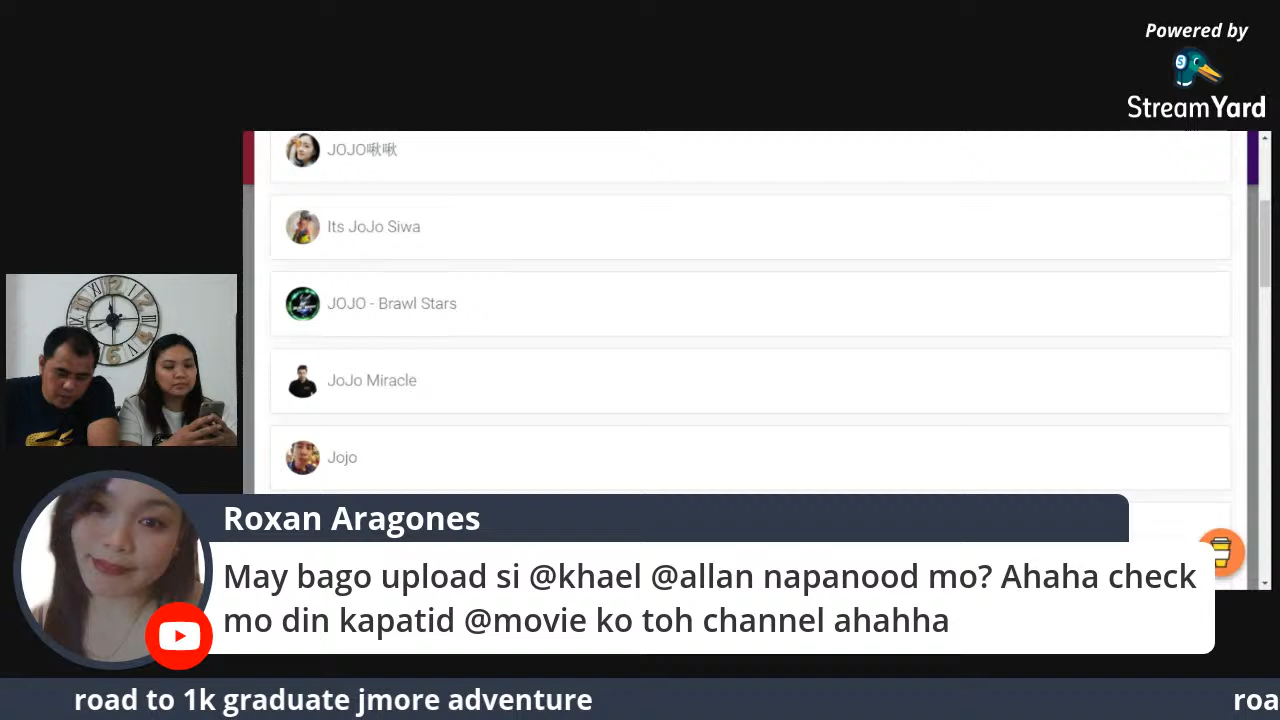 Powered by
StreamYard
JOJO啾啾
Its JoJo Siwa
JOJO - Brawl Stars
JoJo Miracle
Jojo
Roxan Aragones
May bago upload si @khael @allan napanood mo? Ahaha check
mo din kapatid @movie ko toh channel ahahha
road to 1k graduate jmore adventure
roa